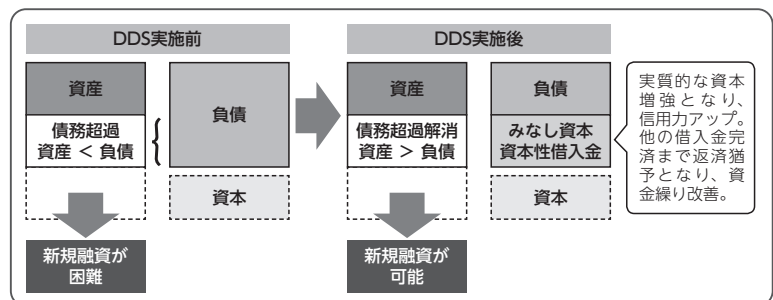 DDS実施前
資産
債務超過
資産 < 負債
負債
資本
新規融資が
困難
DDS実施後
資産
債務超過解消
資産 > 負債
負債
みなし資本
資本性借入金
資本
新規融資が
可能
実質的な資本
増強となり、
信用力アップ。
他の借入金完
済まで返済猶
予となり、資
金繰り改善。